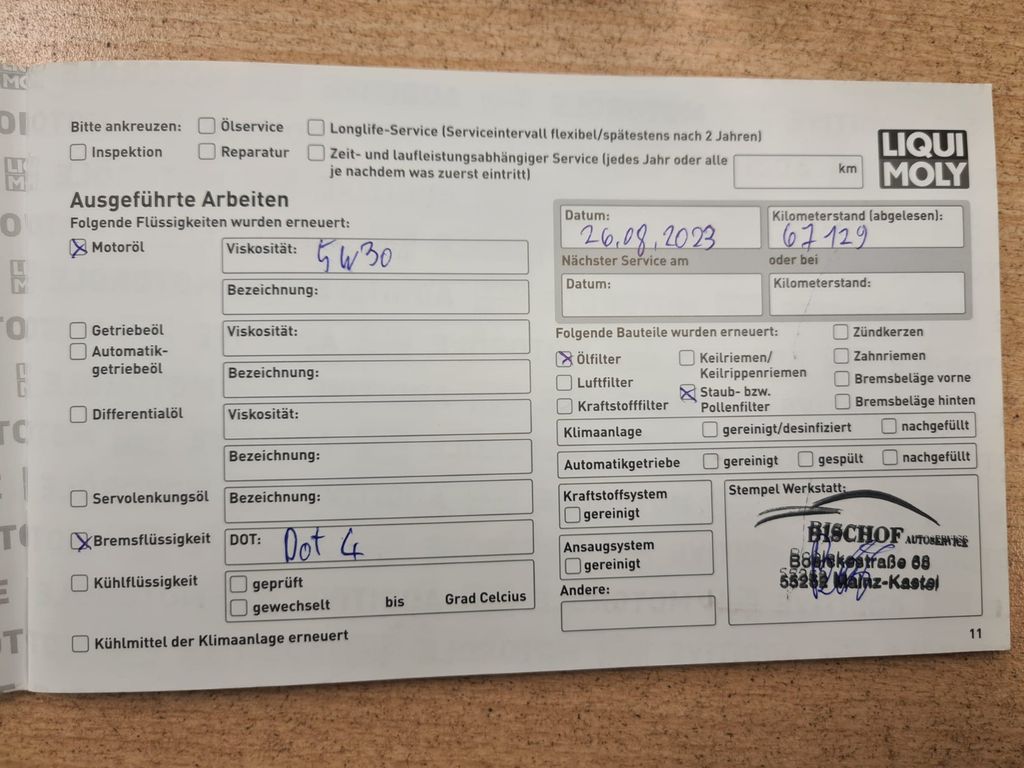 Bitte ankreuzen: Ölservice Longlife-Service (Serviceintervall flexibel/spätestens nach 2 Jahren)
Inspektion Reparatur Zeit- und laufleistungsabhängiger Service (jedes Jahr oder alle km
je nachdem was zuerst eintritt)
LIQUI
MOLY
Ausgeführte Arbeiten
Folgende Flüssigkeiten wurden erneuert:
Motoröl Viskosität: 5W30
Bezeichnung:
Getriebeöl Viskosität:
Automatik-
getriebeöl Bezeichnung:
Differentialöl Viskosität:
Bezeichnung:
Servolenkungsöl Bezeichnung:
Bremsflüssigkeit DOT: Dot 4
Kühlflüssigkeit geprüft
gewechselt bis Grad Celcius
Kühlmittel der Klimaanlage erneuert
Datum: 26.08.2023 Kilometerstand (abgelesen): 67129
Nächster Service am oder bei
Datum: Kilometerstand:
Folgende Bauteile wurden erneuert: Zündkerzen
Ölfilter Keilriemen/
Keilrippenriemen Zahnriemen
Luftfilter Staub- bzw.
Pollenfilter Bremsbeläge vorne
Kraftstofffilter Bremsbeläge hinten
Klimaanlage gereinigt/desinfiziert nachgefüllt
Automatikgetriebe gereinigt gespült nachgefüllt
Kraftstoffsystem
gereinigt
Ansaugsystem
gereinigt
Andere:
Stempel Werkstatt:
BISCHOF AUTOSERVICE
Mainz-Kastel
11